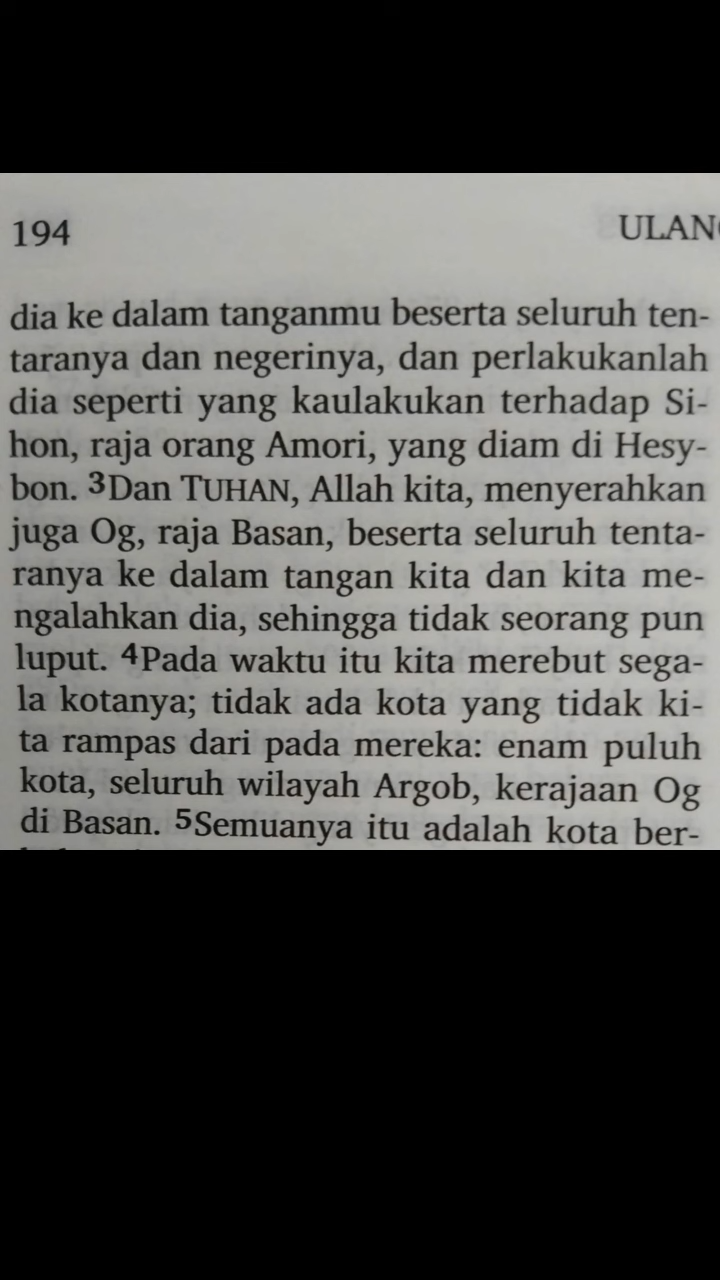 194
ULAN
dia ke dalam tanganmu beserta seluruh ten-
taranya dan negerinya, dan perlakukanlah
dia seperti yang kaulakukan terhadap Si-
hon, raja orang Amori, yang diam di Hesy-
bon. 3Dan TUHAN, Allah kita, menyerahkan
juga Og, raja Basan, beserta seluruh tenta-
ranya ke dalam tangan kita dan kita me-
ngalahkan dia, sehingga tidak seorang pun
luput. 4Pada waktu itu kita merebut sega-
la kotanya; tidak ada kota yang tidak ki-
ta rampas dari pada mereka: enam puluh
kota, seluruh wilayah Argob, kerajaan Og
di Basan. 5Semuanya itu adalah kota ber-